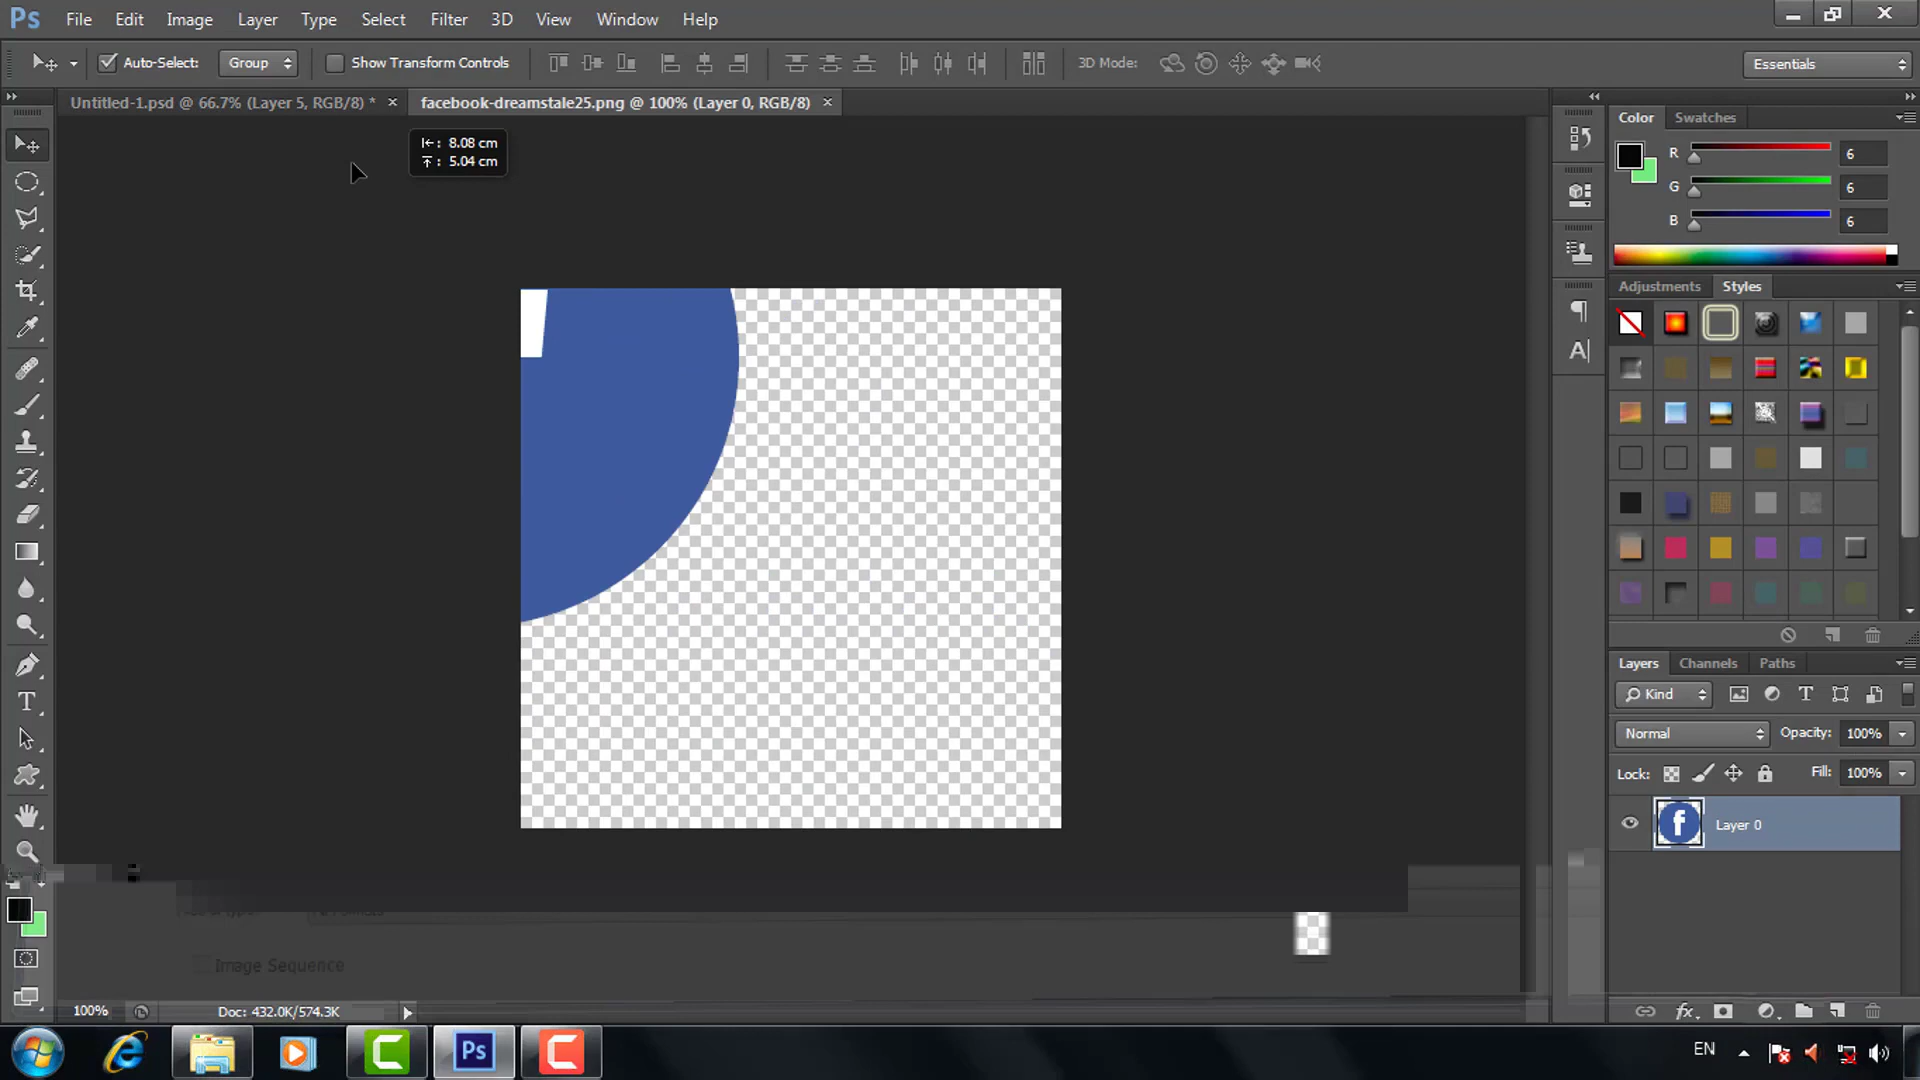 Ps File Edit Image Layer Type Select Filter 3D View Window Help
Auto-Select: Group Show Transform Controls 3D Mode: Essentials
Untitled-1.psd @ 66.7% (Layer 5, RGB/8) * × facebook-dreamstale25.png @ 100% (Layer 0, RGB/8) ×
8.08 cm
5.04 cm
Color Swatches
R 6
G 6
B 6
Adjustments Styles
Layers Channels Paths
Kind
Normal Opacity: 100%
Lock: Fill: 100%
f Layer 0
Image Sequence
100% Doc: 432.0K/574.3K
Ps EN